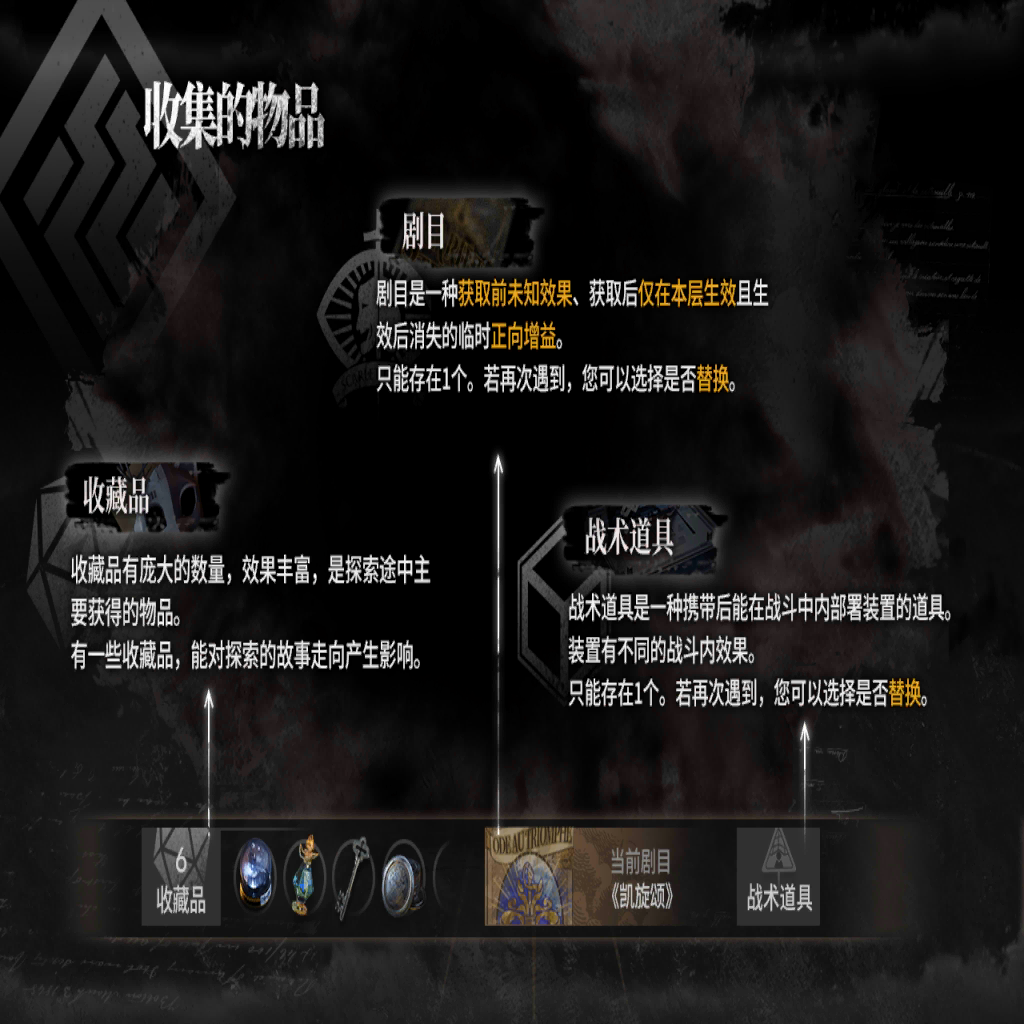 收集的物品
剧目
剧目是一种获取前未知效果、获取后仅在本层生效且生
效后消失的临时正向增益。
只能存在1个。若再次遇到，您可以选择是否替换。
收藏品
收藏品有庞大的数量，效果丰富，是探索途中主
要获得的物品。
有一些收藏品，能对探索的故事走向产生影响。
战术道具
战术道具是一种携带后能在战斗中内部署装置的道具。
装置有不同的战斗内效果。
只能存在1个。若再次遇到，您可以选择是否替换。
6
收藏品
ODE AU TRIOMPHE
当前剧目
《凯旋颂》
战术道具